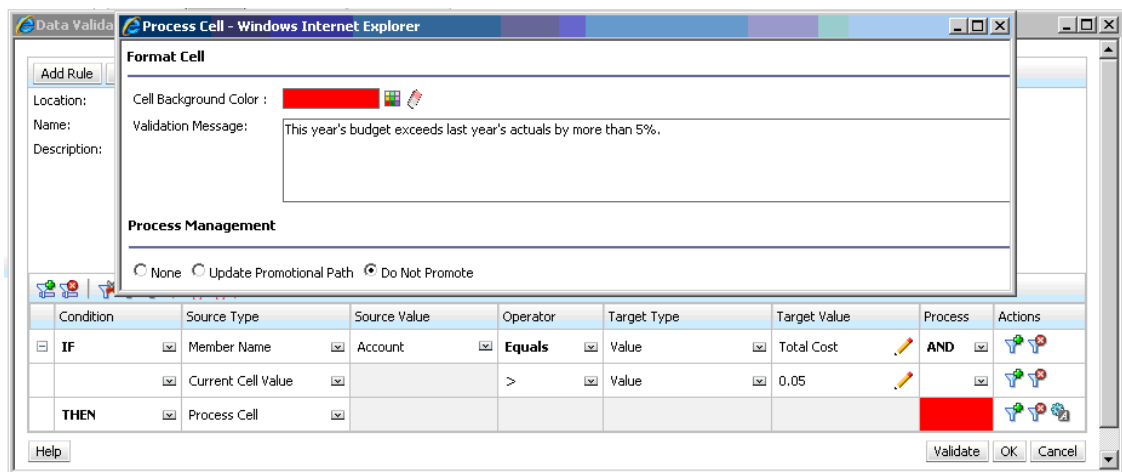 Data Valida
Process Cell - Windows Internet Explorer
Format Cell
Add Rule
Location:
Cell Background Color :
Name:
Validation Message:
This year's budget exceeds last year's actuals by more than 5%.
Description:
Process Management
None Update Promotional Path Do Not Promote
Condition Source Type Source Value Operator Target Type Target Value Process Actions
IF Member Name Account Equals Value Total Cost AND
Current Cell Value > Value 0.05
THEN Process Cell
Help Validate OK Cancel